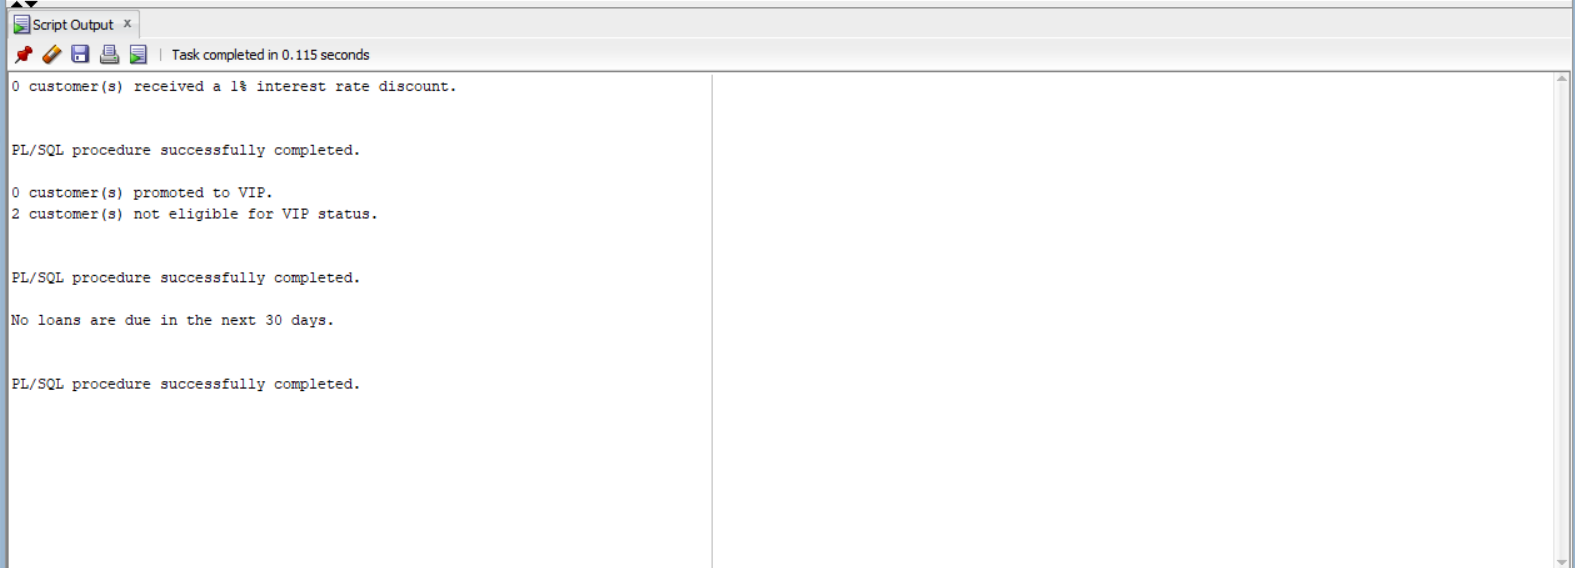 Script Output x
Task completed in 0.115 seconds
0 customer(s) received a 1% interest rate discount.
PL/SQL procedure successfully completed.
0 customer(s) promoted to VIP.
2 customer(s) not eligible for VIP status.
PL/SQL procedure successfully completed.
No loans are due in the next 30 days.
PL/SQL procedure successfully completed.